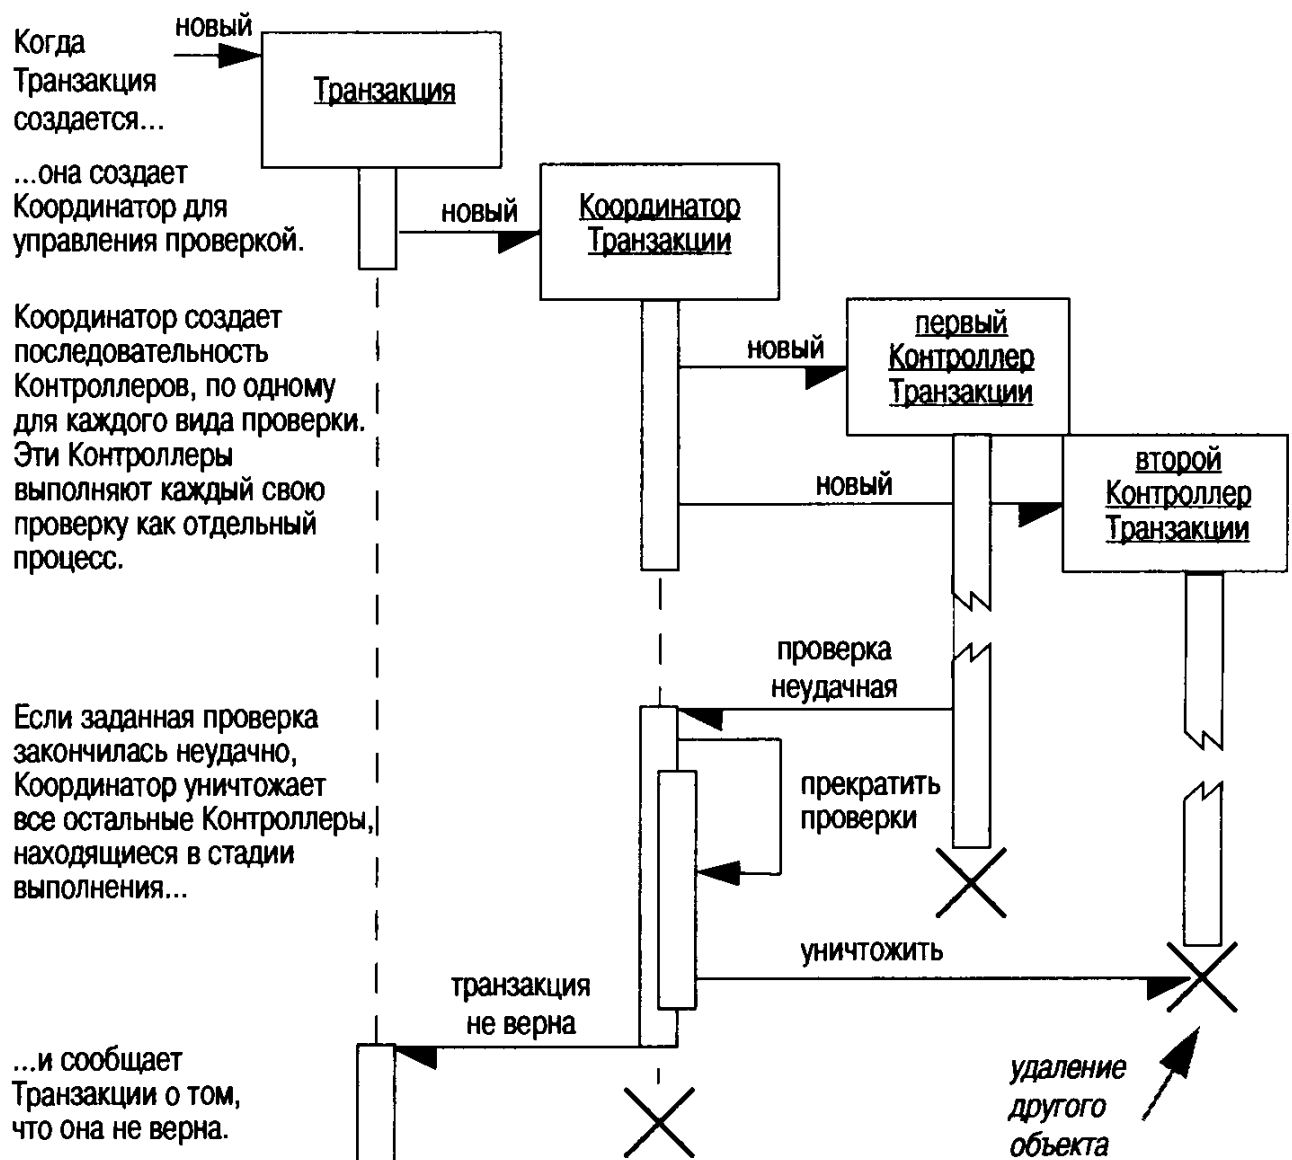 новый
Когда
Транзакция
создается...
Транзакция
...она создает
Координатор для
управления проверкой.
новый
Координатор
Транзакции
Координатор создает
последовательность
Контроллеров, по одному
для каждого вида проверки.
Эти Контроллеры
выполняют каждый свою
проверку как отдельный
процесс.
новый
первый
Контроллер
Транзакции
новый
второй
Контроллер
Транзакции
проверка
неудачная
Если заданная проверка
закончилась неудачно,
Координатор уничтожает
все остальные Контроллеры,
находящиеся в стадии
выполнения...
прекратить
проверки
уничтожить
транзакция
не верна
...и сообщает
Транзакции о том,
что она не верна.
удаление
другого
объекта